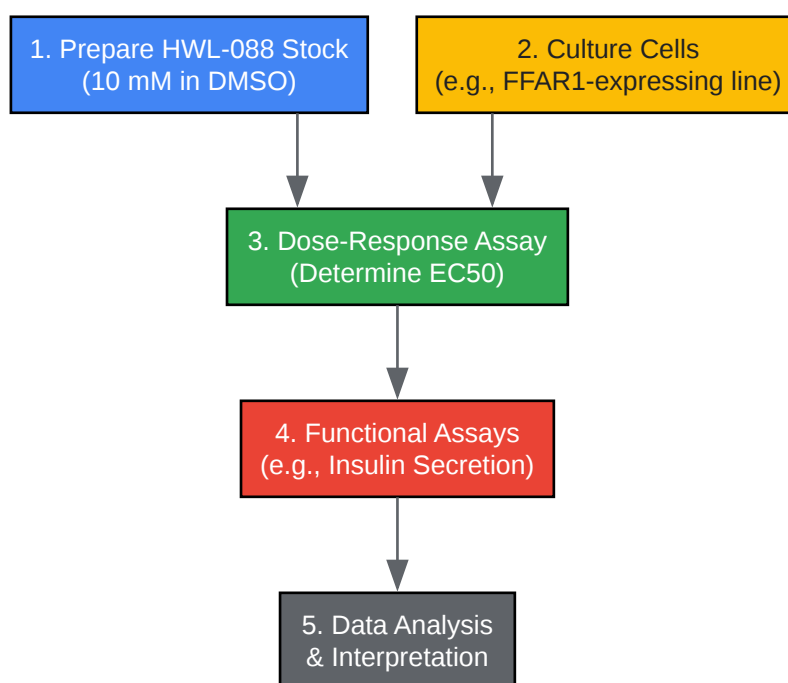 1. Prepare HWL-088 Stock
(10 mM in DMSO)
2. Culture Cells
(e.g., FFAR1-expressing line)
3. Dose-Response Assay
(Determine EC50)
4. Functional Assays
(e.g., Insulin Secretion)
5. Data Analysis
& Interpretation